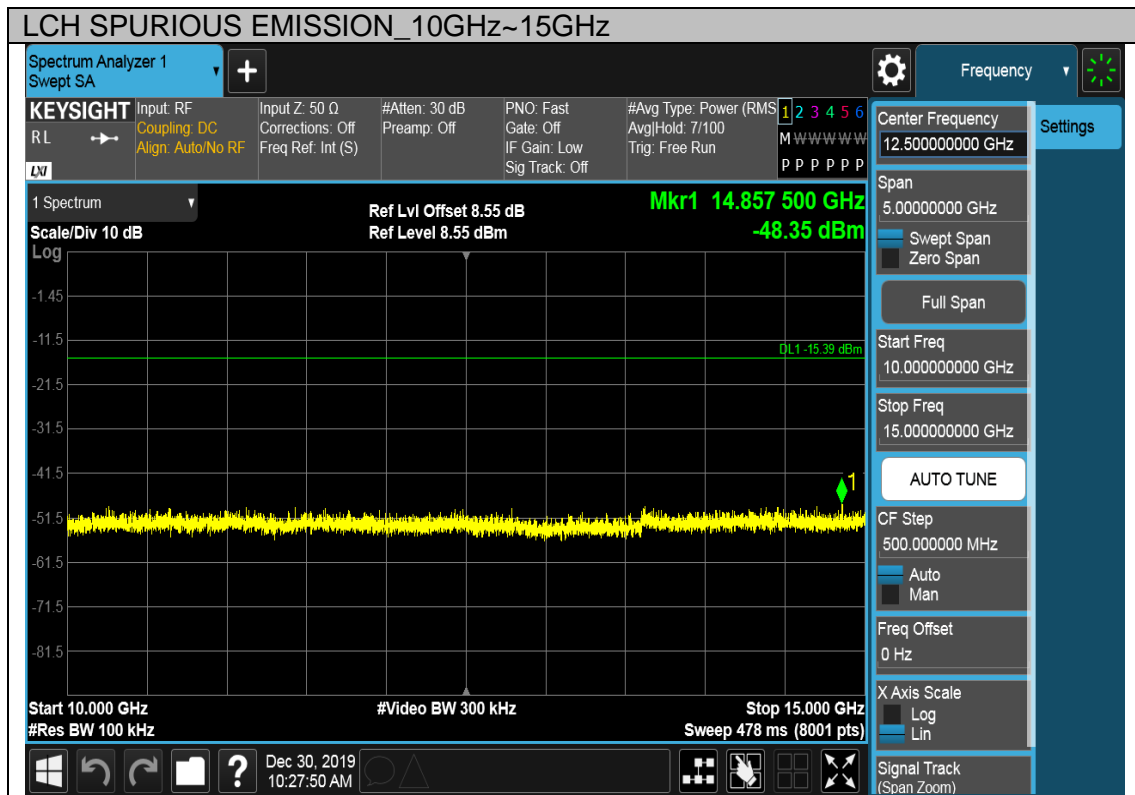 LCH SPURIOUS EMISSION_10GHz~15GHz
Spectrum Analyzer 1
Swept SA
Frequency
KEYSIGHT
RL
LXI
Input: RF
Coupling: DC
Align: Auto/No RF
Input Z: 50 Ω
Corrections: Off
Freq Ref: Int (S)
#Atten: 30 dB
Preamp: Off
PNO: Fast
Gate: Off
IF Gain: Low
Sig Track: Off
#Avg Type: Power (RMS
Avg|Hold: 7/100
Trig: Free Run
1 2 3 4 5 6
M W W W W W
P P P P P P
1 Spectrum
Scale/Div 10 dB
Ref Lvl Offset 8.55 dB
Ref Level 8.55 dBm
Mkr1 14.857 500 GHz
-48.35 dBm
Log
-1.45
-11.5
-21.5
-31.5
-41.5
-51.5
-61.5
-71.5
-81.5
DL1 -15.39 dBm
1
Start 10.000 GHz
#Res BW 100 kHz
#Video BW 300 kHz
Stop 15.000 GHz
Sweep 478 ms (8001 pts)
Center Frequency
12.500000000 GHz
Settings
Span
5.00000000 GHz
Swept Span
Zero Span
Full Span
Start Freq
10.000000000 GHz
Stop Freq
15.000000000 GHz
AUTO TUNE
CF Step
500.000000 MHz
Auto
Man
Freq Offset
0 Hz
X Axis Scale
Log
Lin
Signal Track
(Span Zoom)
?
Dec 30, 2019
10:27:50 AM